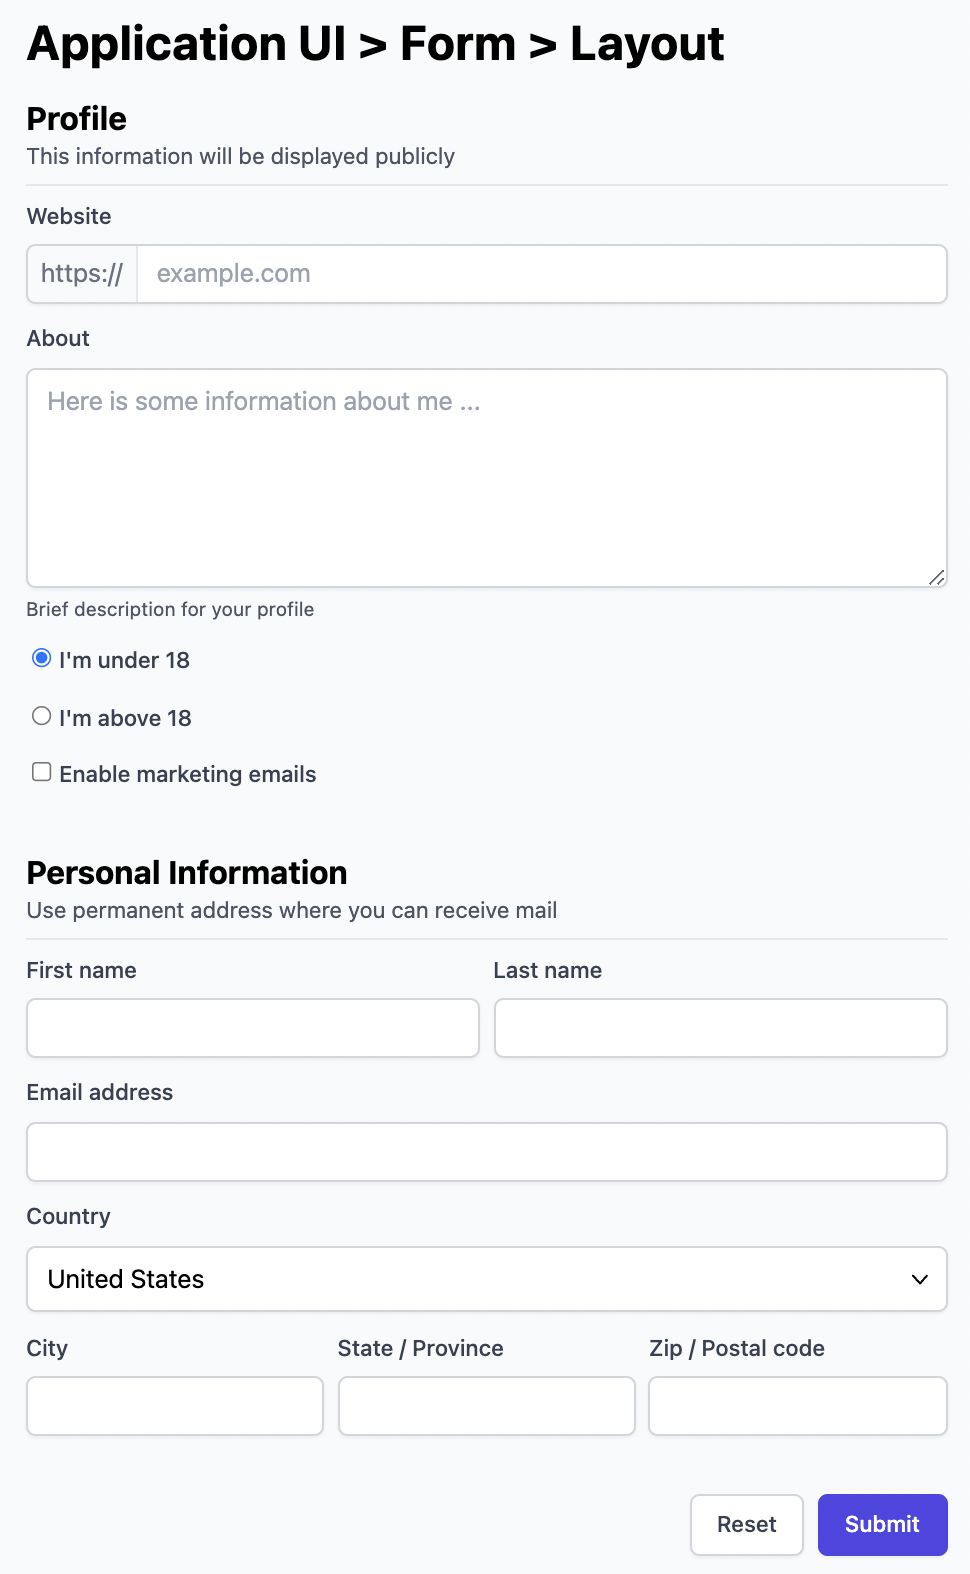 Application UI > Form > Layout
Profile
This information will be displayed publicly
Website
https:// example.com
About
Here is some information about me ...
Brief description for your profile
I'm under 18
I'm above 18
Enable marketing emails
Personal Information
Use permanent address where you can receive mail
First name Last name
Email address
Country
United States
City State / Province Zip / Postal code
Reset Submit